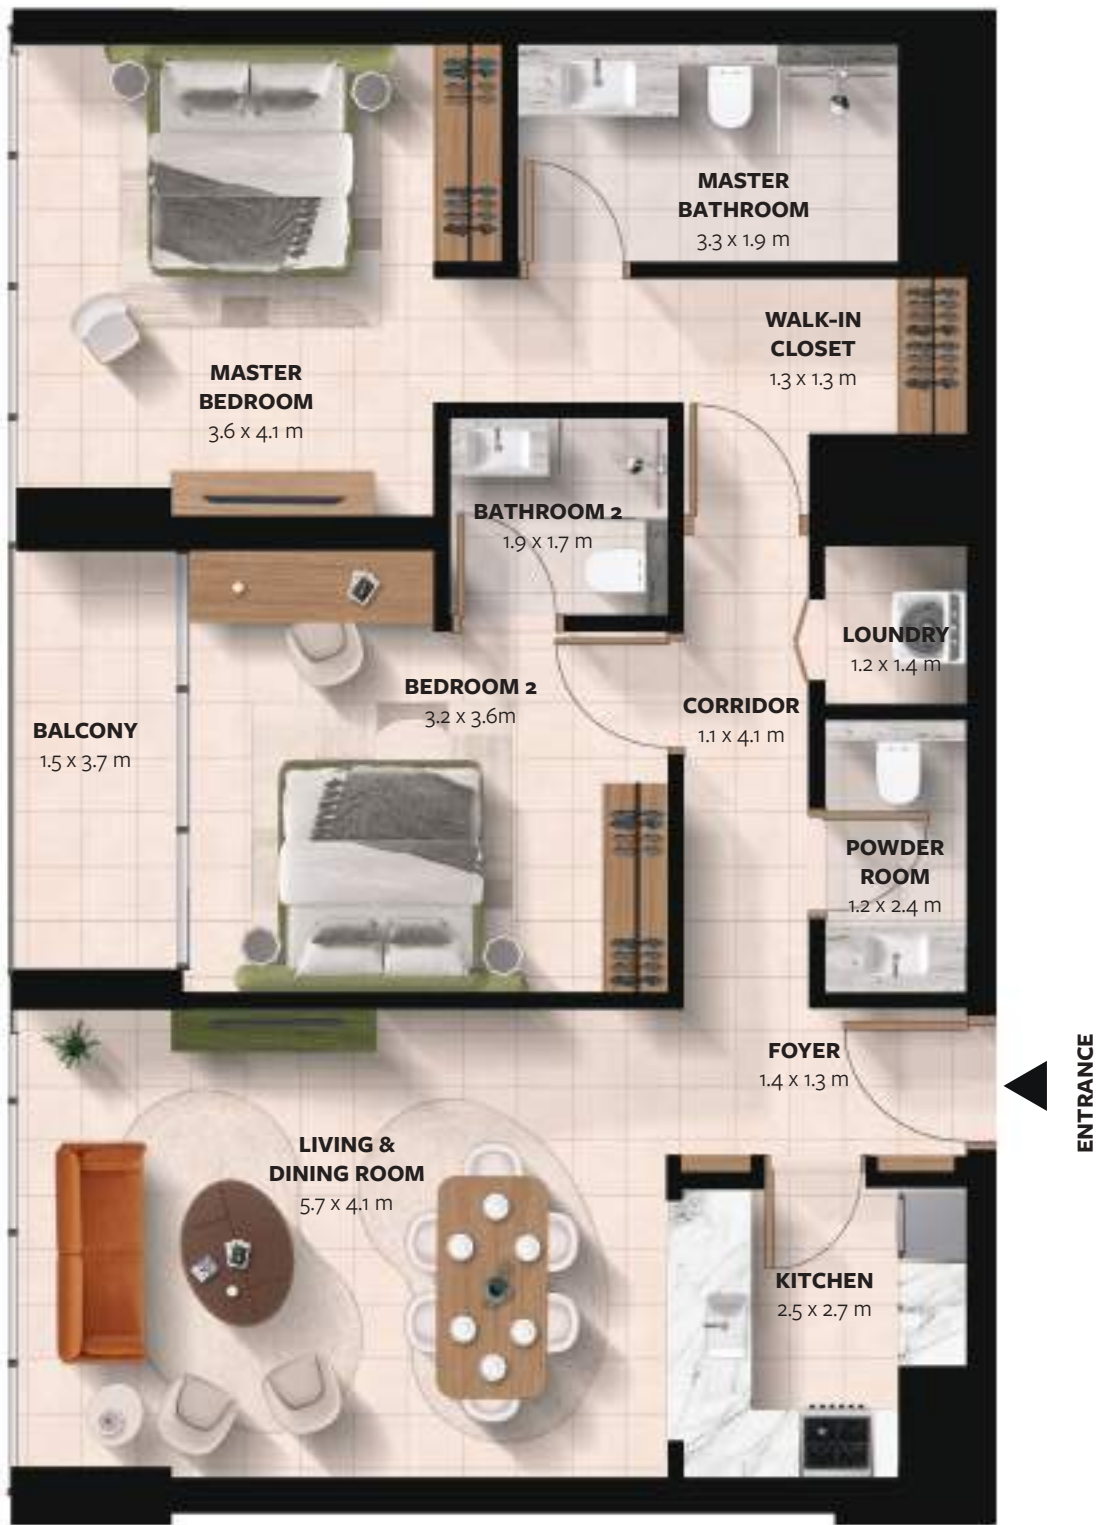 MASTER
BATHROOM
3.3 x 1.9 m
WALK-IN
CLOSET
1.3 x 1.3 m
MASTER
BEDROOM
3.6 x 4.1 m
BATHROOM 2
1.9 x 1.7 m
LOUNDRY
1.2 x 1.4 m
BEDROOM 2
3.2 x 3.6m
CORRIDOR
1.1 x 4.1 m
BALCONY
1.5 x 3.7 m
POWDER
ROOM
1.2 x 2.4 m
FOYER
1.4 x 1.3 m
ENTRANCE
LIVING &
DINING ROOM
5.7 x 4.1 m
KITCHEN
2.5 x 2.7 m